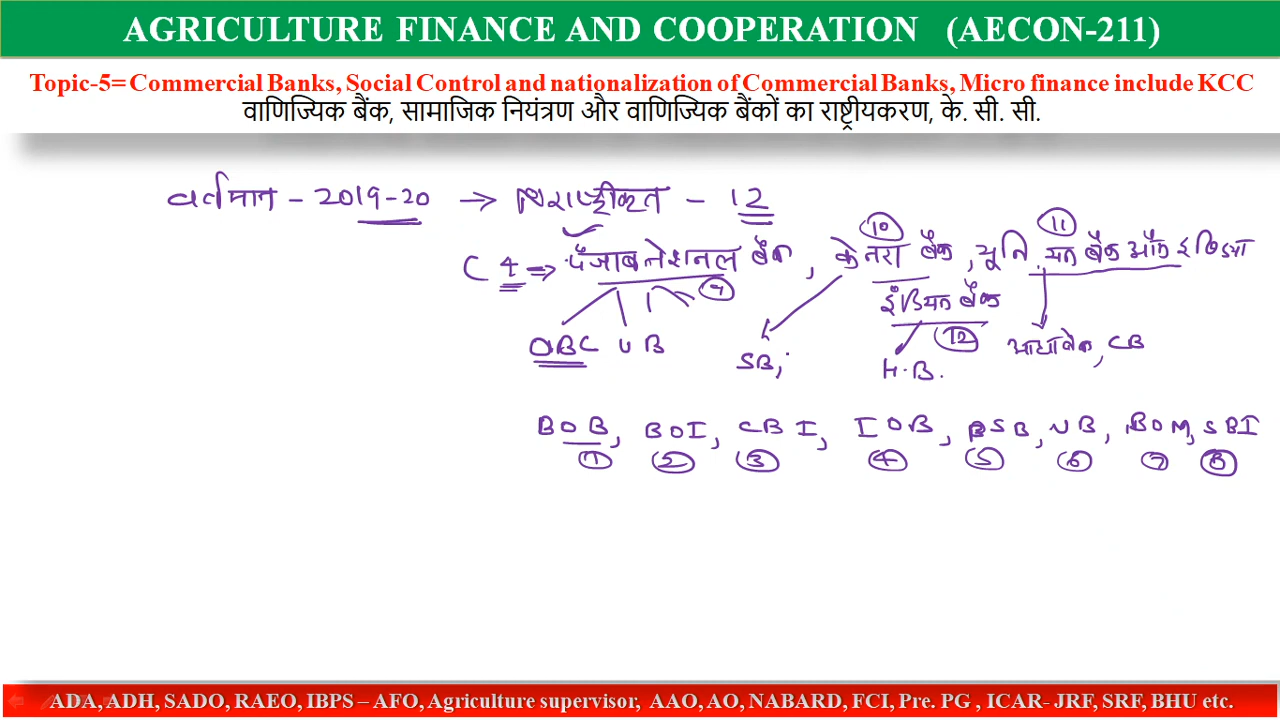 AGRICULTURE FINANCE AND COOPERATION (AECON-211)
Topic-5= Commercial Banks, Social Control and nationalization of Commercial Banks, Micro finance include KCC
वाणिज्यिक बैंक, सामाजिक नियंत्रण और वाणिज्यिक बैंकों का राष्ट्रीयकरण, के. सी. सी.
वर्तमान - 2019-20 → राष्ट्रीकृत - 12
10 11
C 4 ⇒ पंजाब नेशनल बैंक, केनरा बैंक, यूनियन बैंक ऑफ इण्डिया
9 इंडियन बैंक
12
OBC UB SB, H.B. आंध्रा बैंक, CB
BOB, BOI, CBI, IOB, PSB, UB, BOM, SBI
1 2 3 4 5 6 7 8
ADA, ADH, SADO, RAEO, IBPS – AFO, Agriculture supervisor, AAO, AO, NABARD, FCI, Pre. PG , ICAR- JRF, SRF, BHU etc.